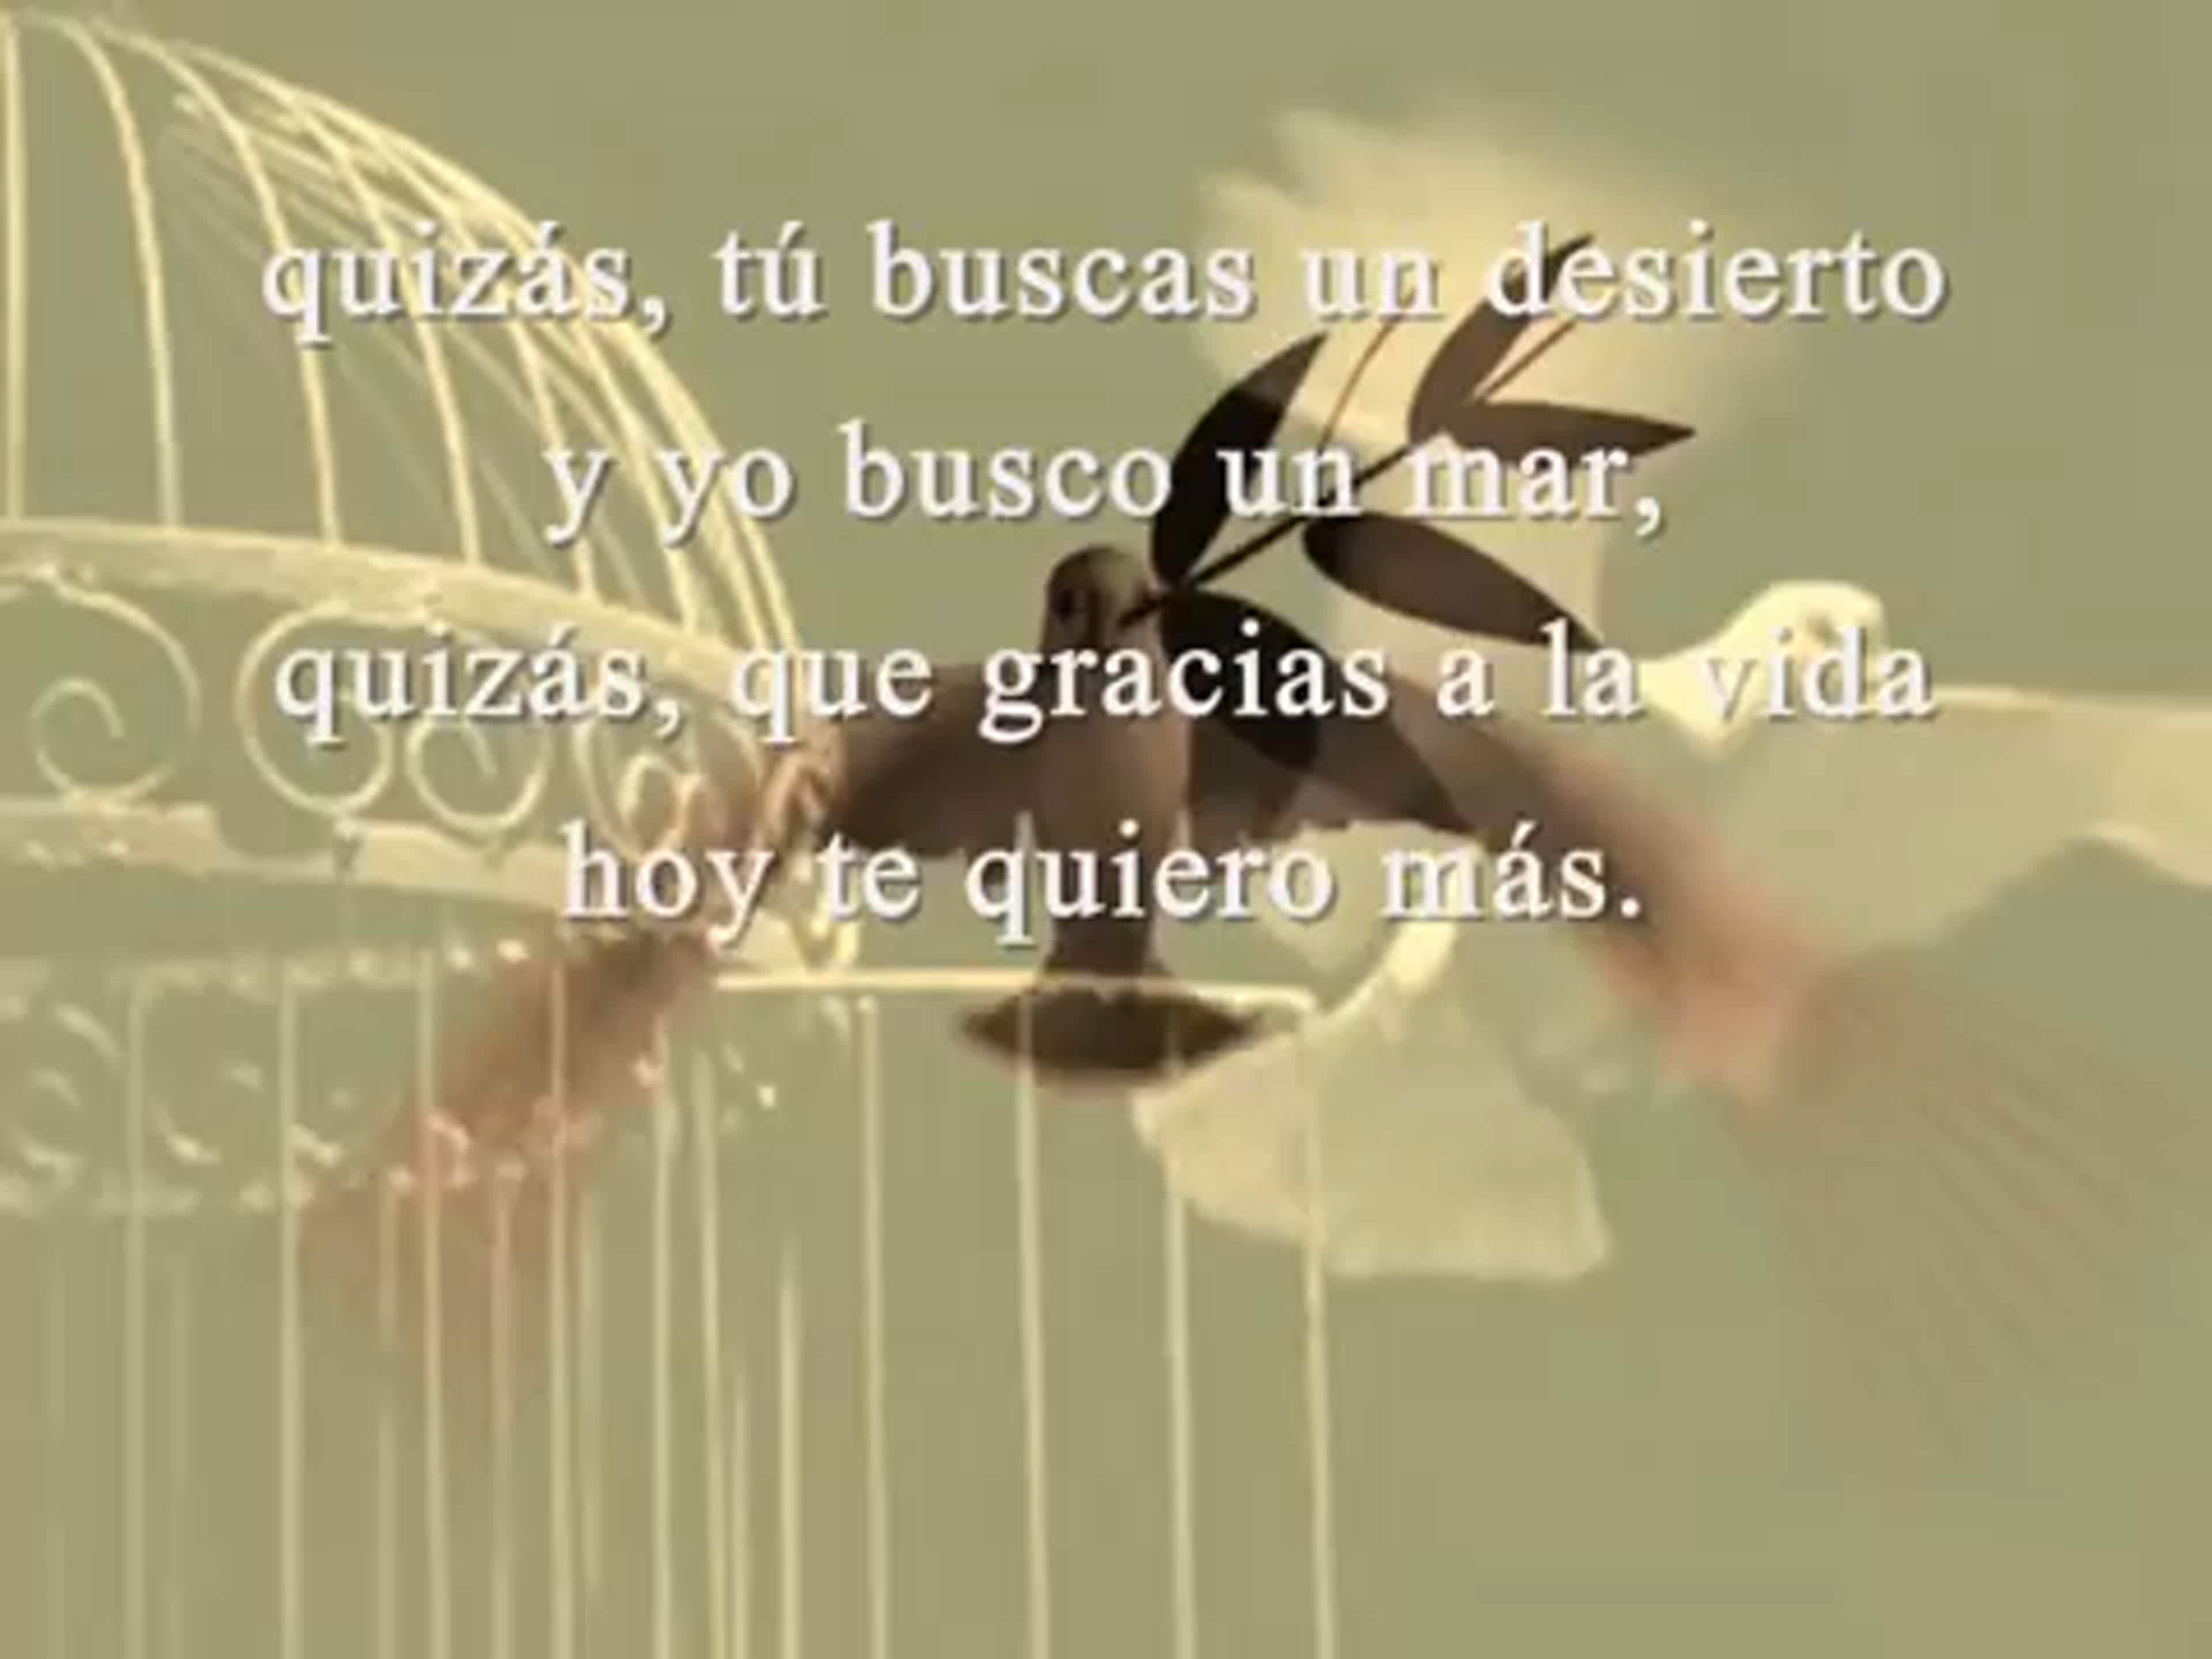 quizás, tú buscas un desierto
y yo busco un mar,
quizás, que gracias a la vida
hoy te quiero más.